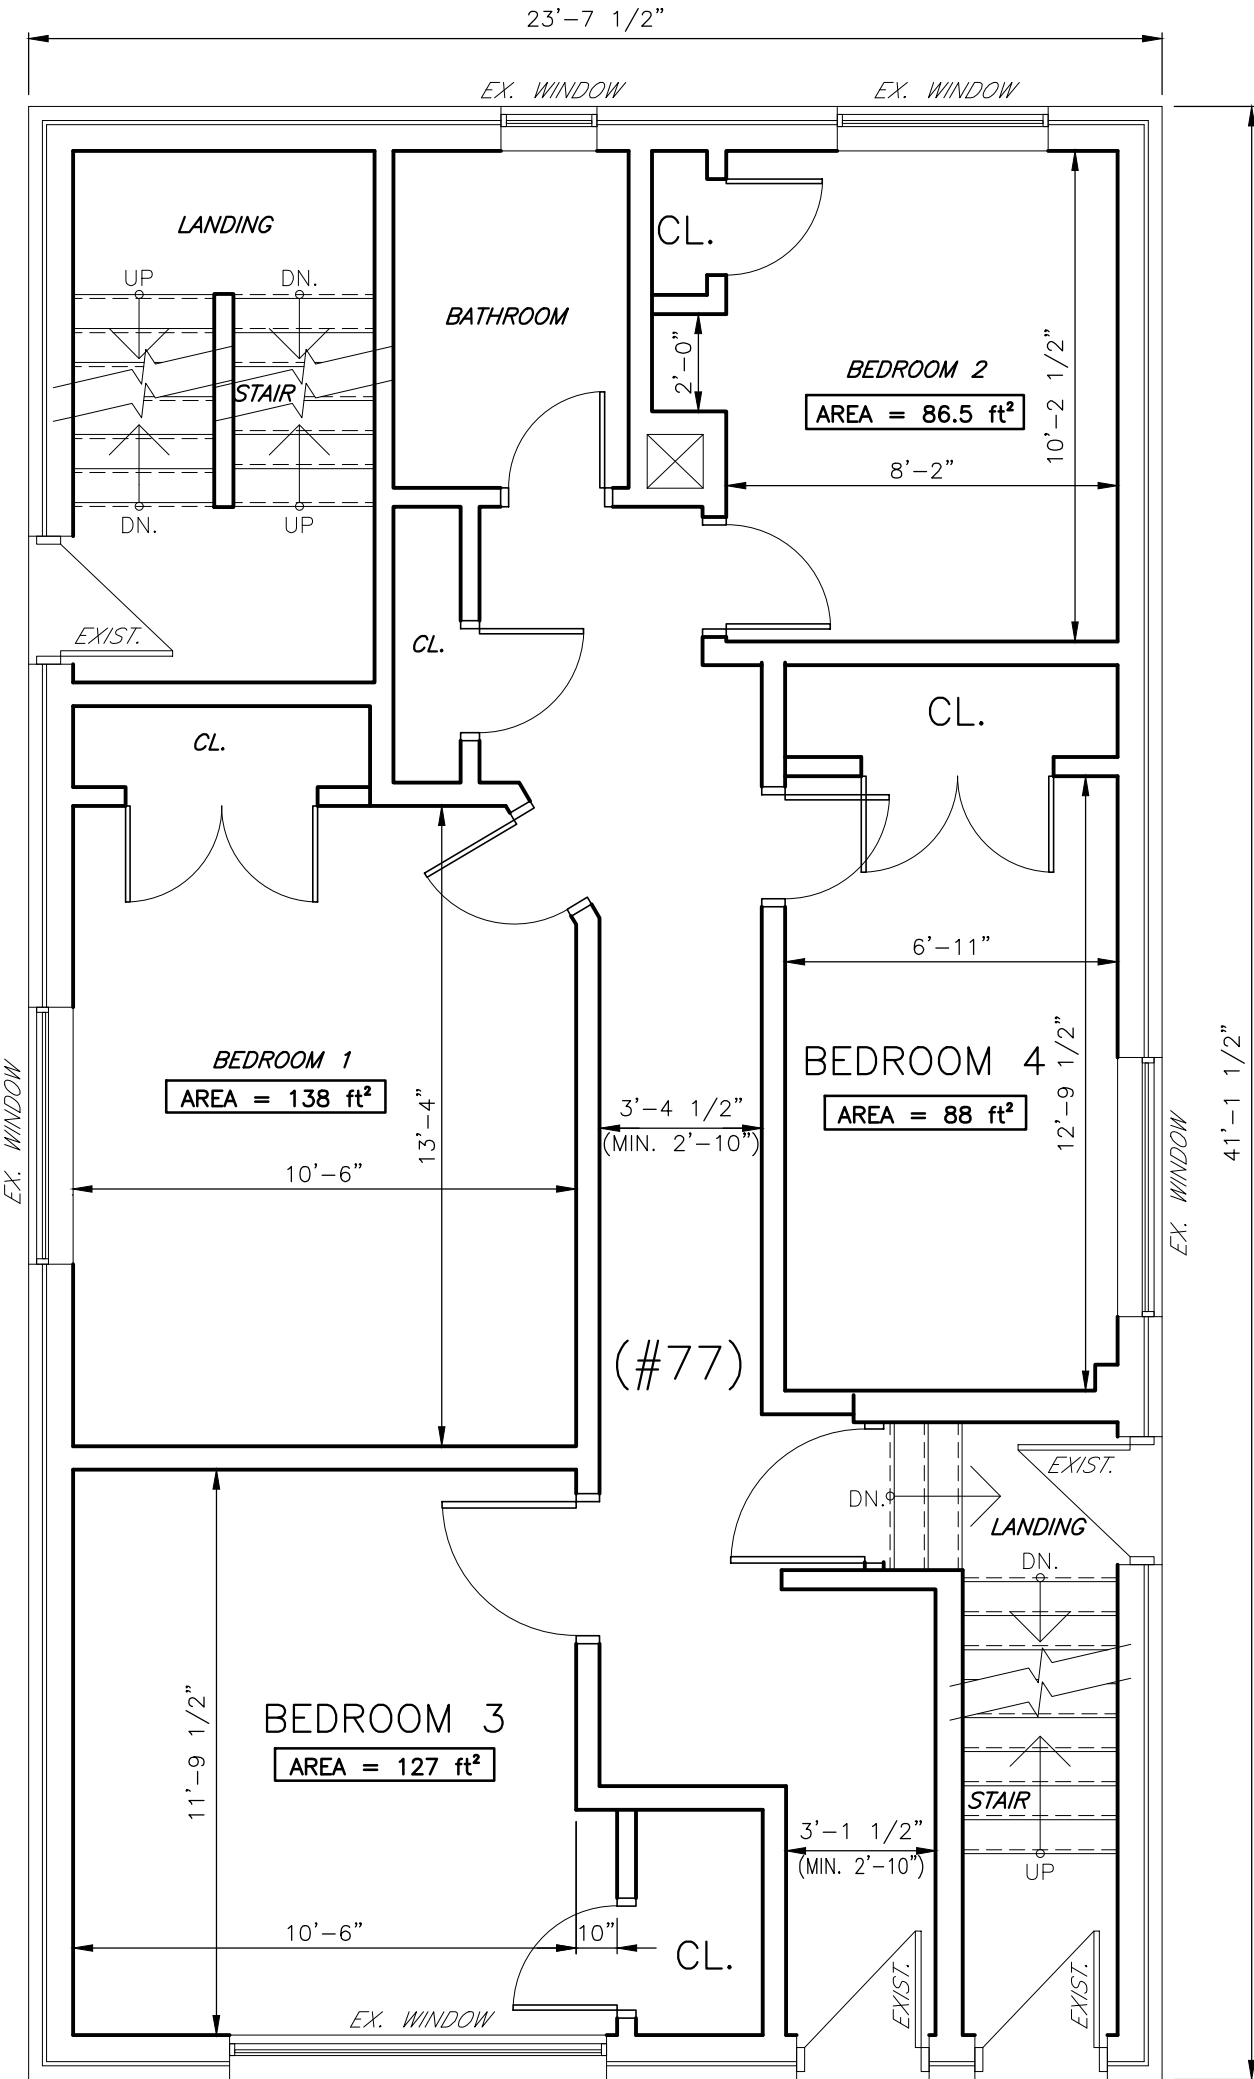 23'-7 1/2"
EX. WINDOW
EX. WINDOW
LANDING
CL.
UP
DN.
BATHROOM
2'-0"
BEDROOM 2
AREA = 86.5 ft²
10'-2 1/2"
STAIR
8'-2"
DN.
UP
EXIST.
CL.
CL.
CL.
6'-11"
BEDROOM 1
AREA = 138 ft²
13'-4"
10'-6"
EX. WINDOW
3'-4 1/2"
(MIN. 2'-10")
BEDROOM 4
AREA = 88 ft²
12'-9 1/2"
EX. WINDOW
41'-1 1/2"
(#77)
EXIST.
DN.
LANDING
DN.
BEDROOM 3
AREA = 127 ft²
11'-9 1/2"
STAIR
3'-1 1/2"
(MIN. 2'-10")
UP
10'-6"
10"
CL.
EXIST.
EXIST.
EX. WINDOW